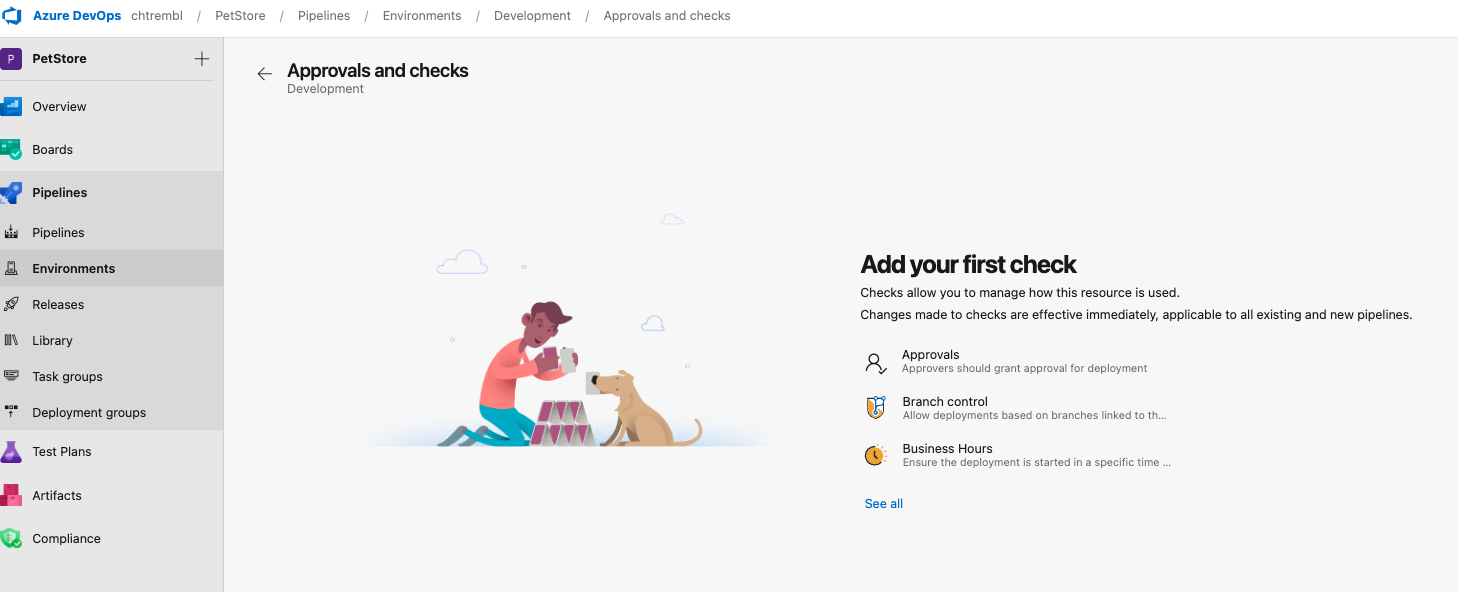 Azure DevOps chtrembl / PetStore / Pipelines / Environments / Development / Approvals and checks
P PetStore
Overview
Boards
Pipelines
Pipelines
Environments
Releases
Library
Task groups
Deployment groups
Test Plans
Artifacts
Compliance
Approvals and checks
Development
Add your first check
Checks allow you to manage how this resource is used.
Changes made to checks are effective immediately, applicable to all existing and new pipelines.
Approvals
Approvers should grant approval for deployment
Branch control
Allow deployments based on branches linked to th...
Business Hours
Ensure the deployment is started in a specific time ...
See all